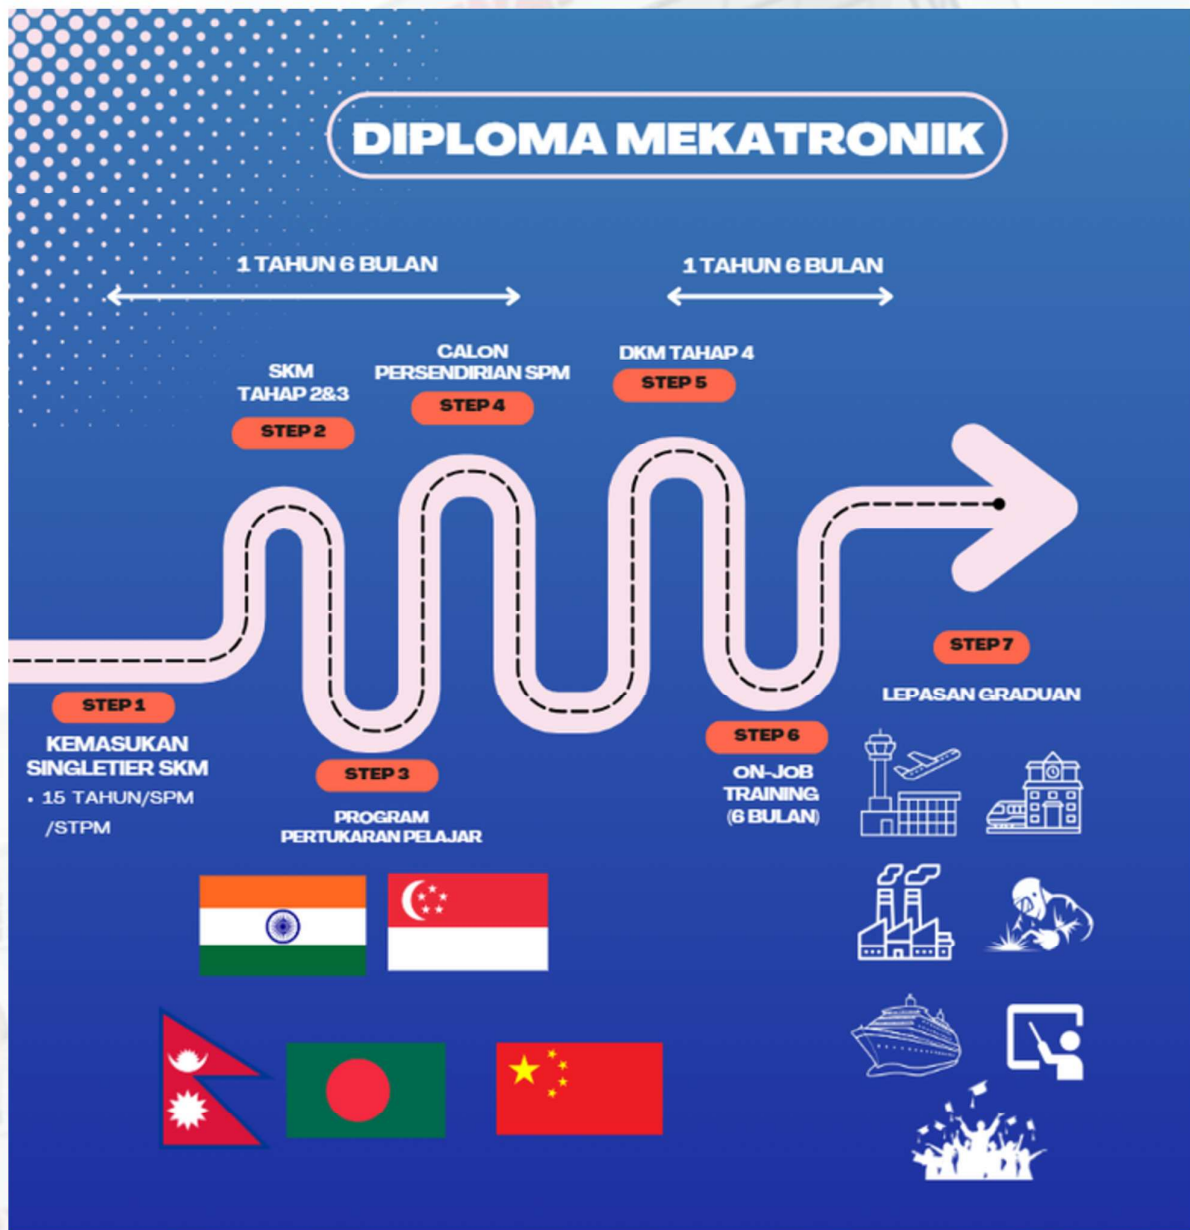 DIPLOMA MEKATRONIK
1 TAHUN 6 BULAN
1 TAHUN 6 BULAN
SKM
TAHAP 2&3
STEP 2
CALON
PERSENDIRIAN SPM
STEP 4
DKM TAHAP 4
STEP 5
STEP 1
KEMASUKAN
SINGLETIER SKM
• 15 TAHUN/SPM
/STPM
STEP 3
PROGRAM
PERTUKARAN PELAJAR
STEP 6
ON-JOB
TRAINING
(6 BULAN)
STEP 7
LEPASAN GRADUAN